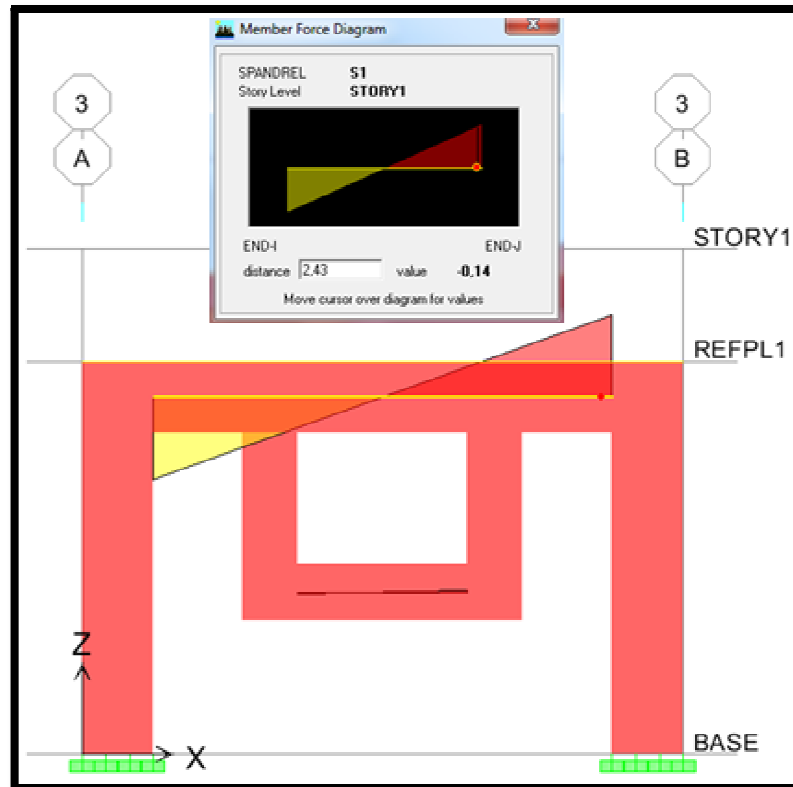 Member Force Diagram
SPANDREL S1
Story Level STORY1
END-I END-J
distance 2,43 value -0,14
Move cursor over diagram for values
3 3
A B
STORY1
REFPL1
Z
X
BASE